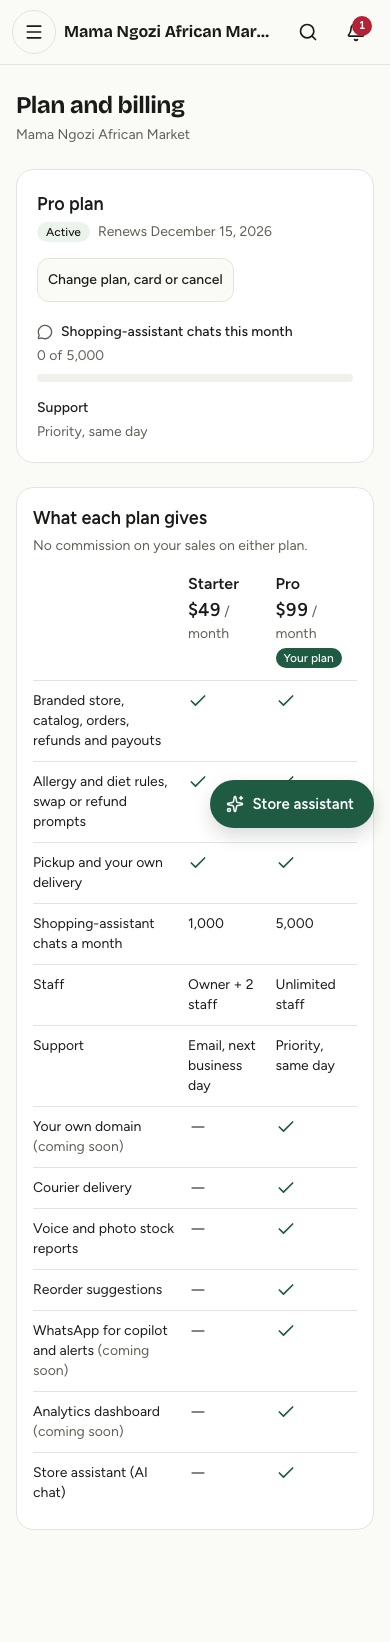 Mama Ngozi African Mar...
1
Plan and billing
Mama Ngozi African Market
Pro plan
Active Renews December 15, 2026
Change plan, card or cancel
Shopping-assistant chats this month
0 of 5,000
Support
Priority, same day
What each plan gives
No commission on your sales on either plan.
Starter Pro
$49 / $99 /
month month
Your plan
Branded store,
catalog, orders,
refunds and payouts
Allergy and diet rules,
swap or refund
prompts
Store assistant
Pickup and your own
delivery
Shopping-assistant 1,000 5,000
chats a month
Staff Owner + 2 Unlimited
staff staff
Support Email, next Priority,
business same day
day
Your own domain
(coming soon)
Courier delivery
Voice and photo stock
reports
Reorder suggestions
WhatsApp for copilot
and alerts (coming
soon)
Analytics dashboard
(coming soon)
Store assistant (AI
chat)